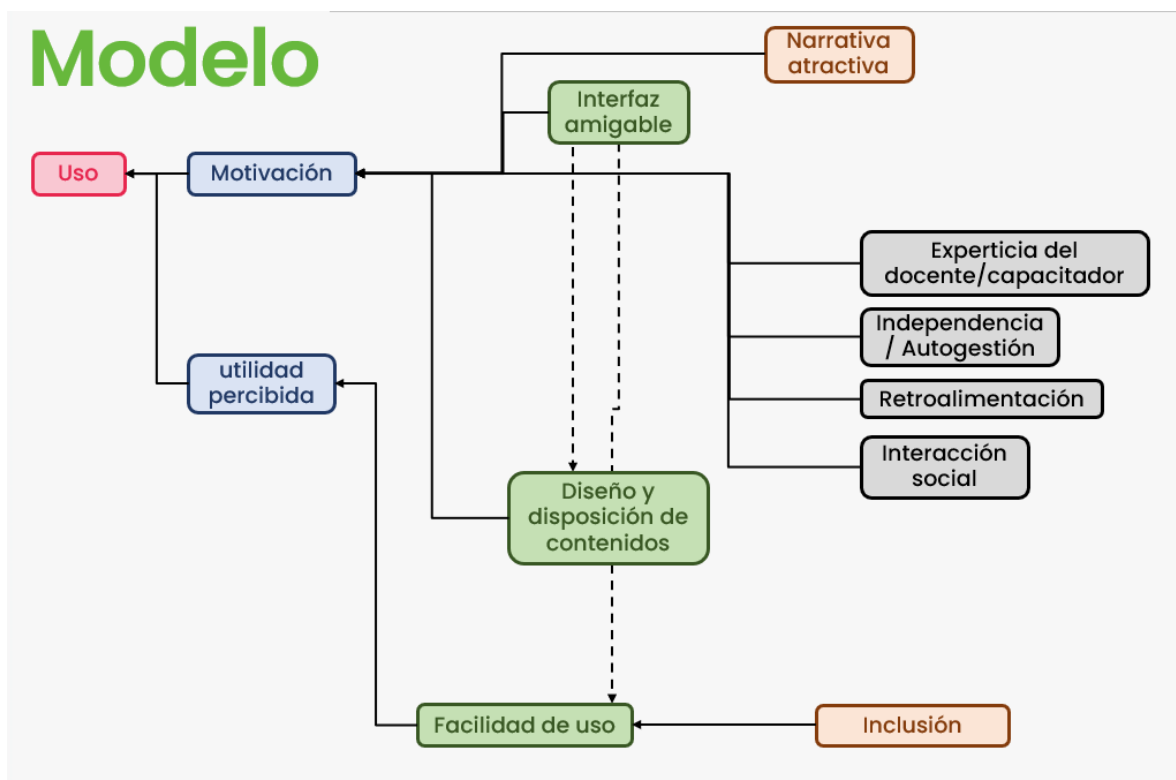 Modelo
Narrativa
atractiva
Interfaz
amigable
Uso
Motivación
Experticia del
docente/capacitador
Independencia
/ Autogestión
utilidad
percibida
Retroalimentación
Interacción
social
Diseño y
disposición de
contenidos
Facilidad de uso
Inclusión